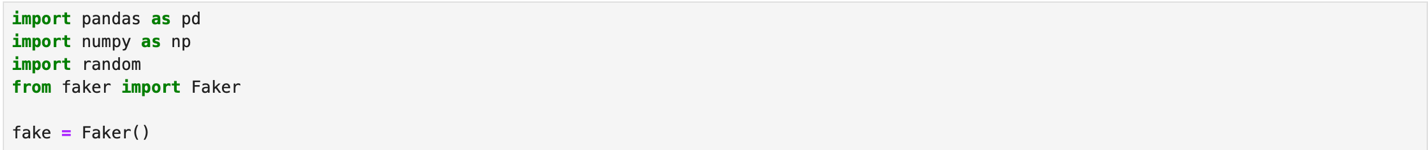 import pandas as pd
import numpy as np
import random
from faker import Faker
fake = Faker()